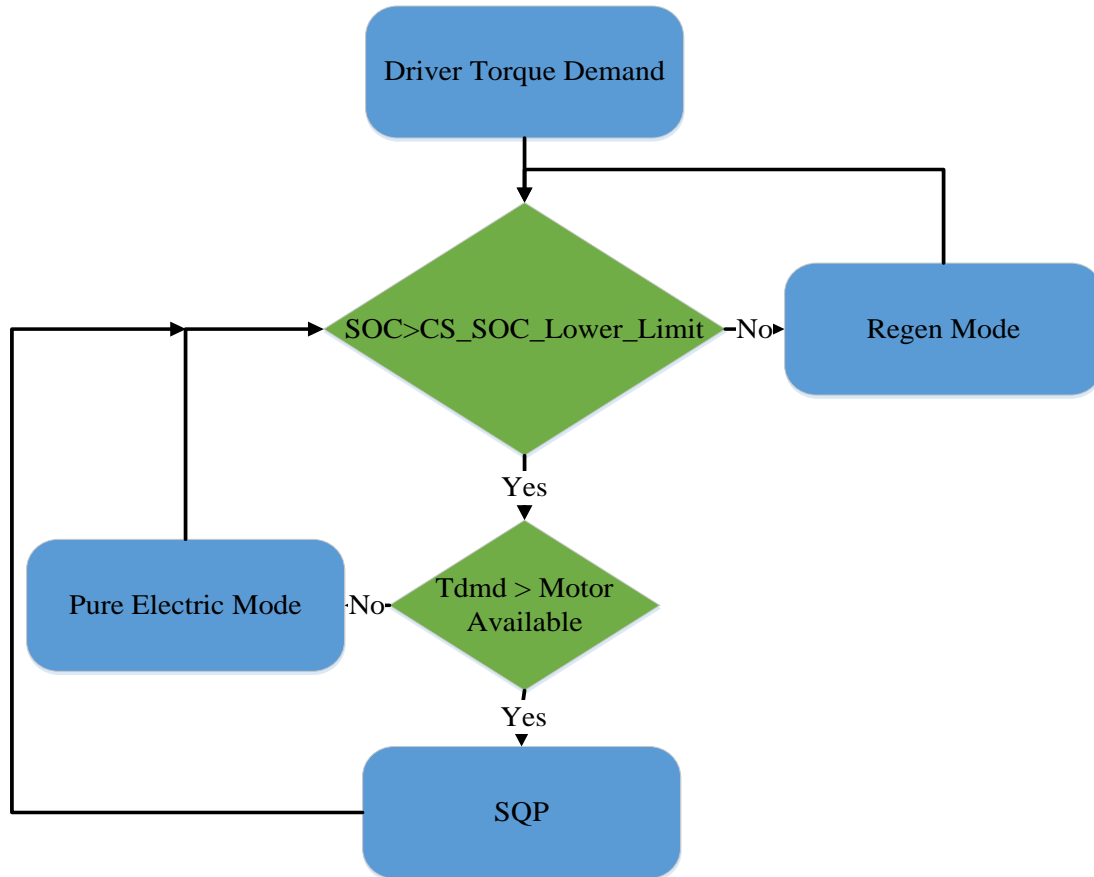 Driver Torque Demand
SOC>CS_SOC_Lower_Limit
No
Regen Mode
Yes
Pure Electric Mode
No
Tdmd > Motor
Available
Yes
SQP